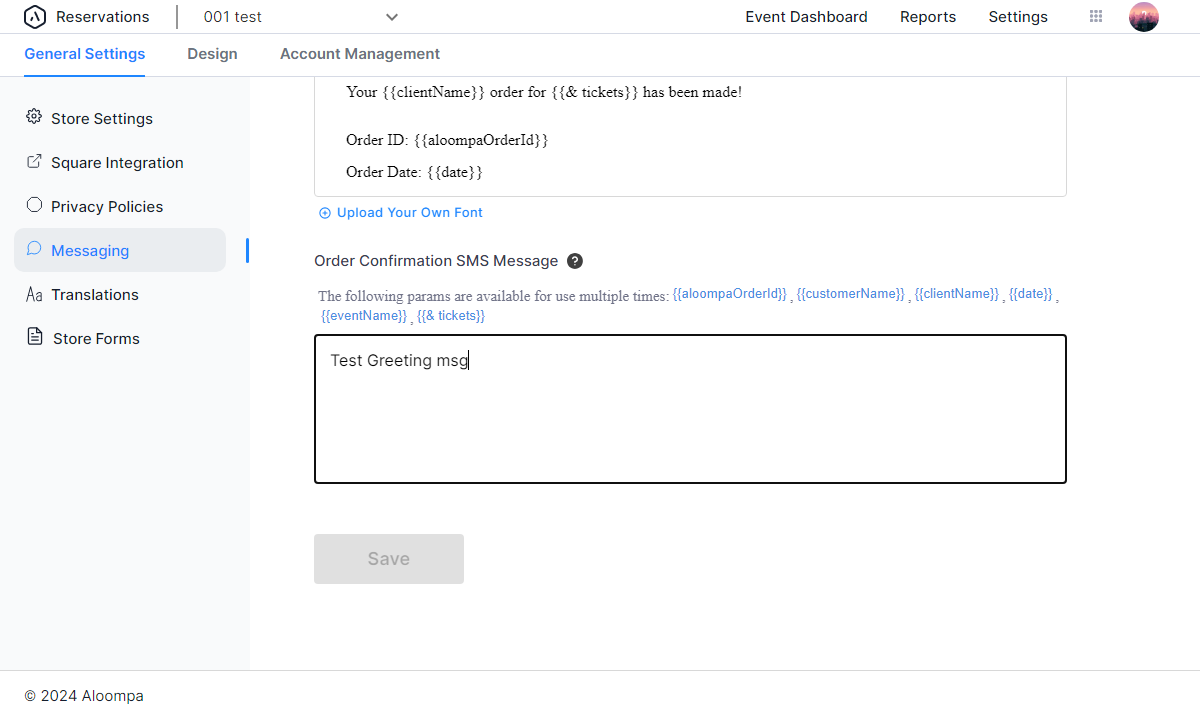 Reservations 001 test Event Dashboard Reports Settings
General Settings Design Account Management
Store Settings
Square Integration
Privacy Policies
Messaging
Aa Translations
Store Forms
Your {{clientName}} order for {{& tickets}} has been made!
Order ID: {{aloompaOrderId}}
Order Date: {{date}}
Upload Your Own Font
Order Confirmation SMS Message ?
The following params are available for use multiple times: {{aloompaOrderId}} , {{customerName}} , {{clientName}} , {{date}} ,
{{eventName}} , {{& tickets}}
Test Greeting msg
Save
© 2024 Aloompa